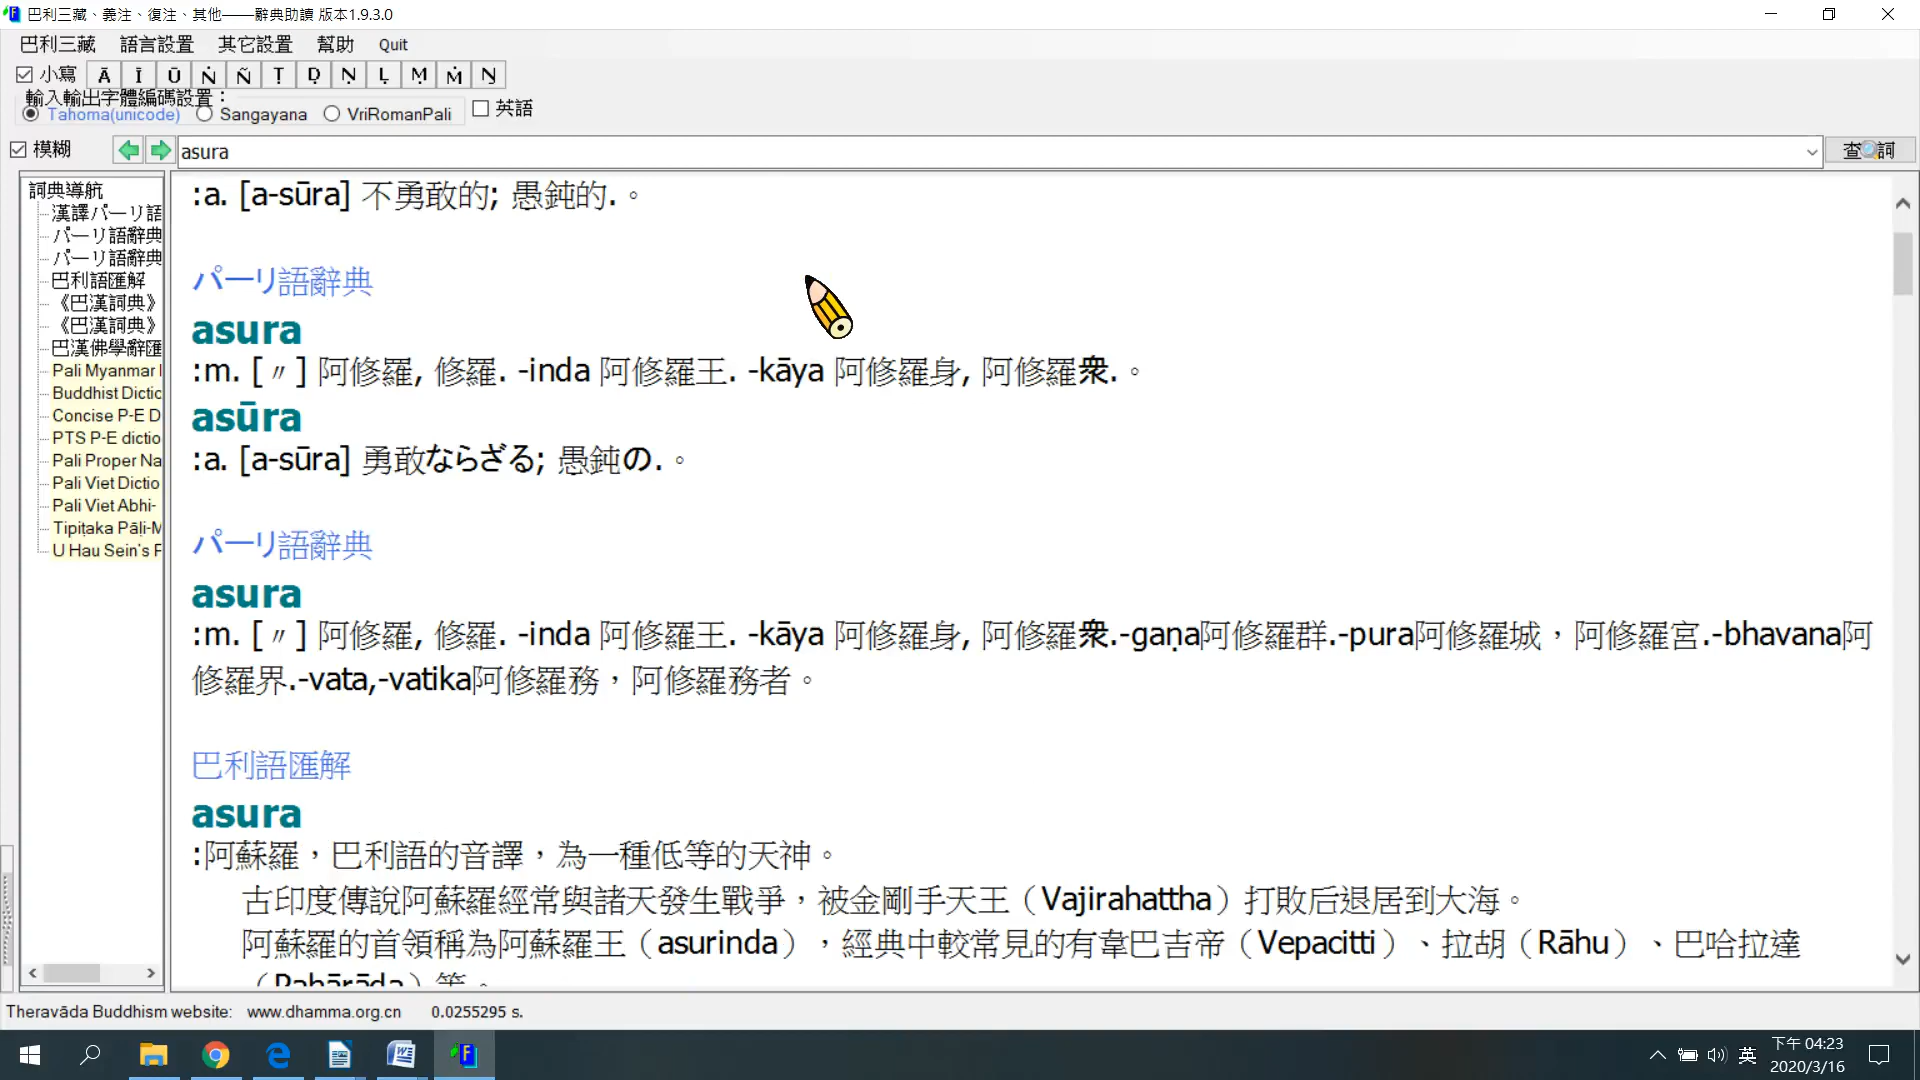 巴利三藏、義注、復注、其他——辭典助讀 版本1.9.3.0
巴利三藏 語言設置 其它設置 幫助 Quit
小寫 Ā Ī Ū Ṅ Ñ Ṭ Ḍ Ṇ Ḷ Ṃ Ṁ Ŋ
輸入輸出字體編碼設置：
Tahoma(unicode) Sangayana VriRomanPali 英語
模糊 asura 查詞
詞典導航
漢譯パーリ語
パーリ語辭典
パーリ語辭典
巴利語匯解
《巴漢詞典》
《巴漢詞典》
巴漢佛學辭匯
Pali Myanmar
Buddhist Dictic
Concise P-E D
PTS P-E dictio
Pali Proper Na
Pali Viet Dictio
Pali Viet Abhi-
Tipiṭaka Pāḷi-M
U Hau Sein's F
:a. [a-sūra] 不勇敢的; 愚鈍的.。
パーリ語辭典
asura
:m. [〃] 阿修羅, 修羅. -inda 阿修羅王. -kāya 阿修羅身, 阿修羅衆.。
asūra
:a. [a-sūra] 勇敢ならざる; 愚鈍の.。
パーリ語辭典
asura
:m. [〃] 阿修羅, 修羅. -inda 阿修羅王. -kāya 阿修羅身, 阿修羅衆.-gaṇa阿修羅群.-pura阿修羅城，阿修羅宮.-bhavana阿
修羅界.-vata,-vatika阿修羅務，阿修羅務者。
巴利語匯解
asura
:阿蘇羅，巴利語的音譯，為一種低等的天神。
古印度傳說阿蘇羅經常與諸天發生戰爭，被金剛手天王（Vajirahattha）打敗后退居到大海。
阿蘇羅的首領稱為阿蘇羅王（asurinda），經典中較常見的有韋巴吉帝（Vepacitti）、拉胡（Rāhu）、巴哈拉達
（Pahārāda）等。
Theravāda Buddhism website: www.dhamma.org.cn 0.0255295 s.
英 下午 04:23
2020/3/16